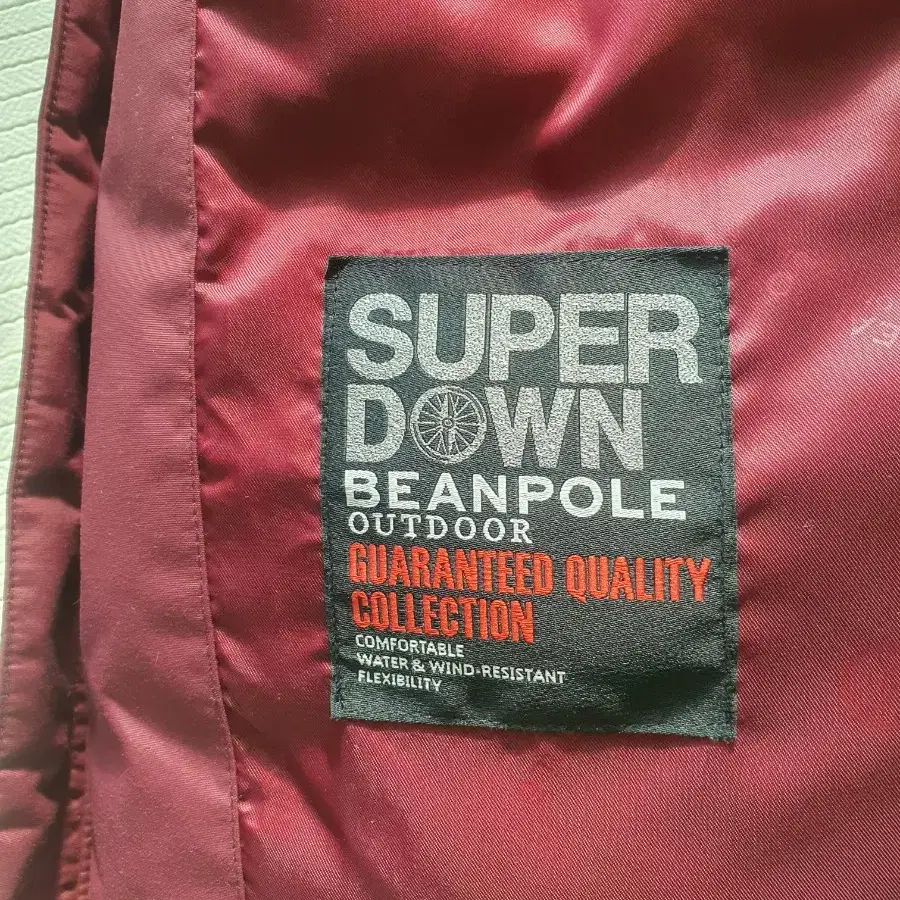 SUPER
DOWN
BEANPOLE
OUTDOOR
GUARANTEED QUALITY
COLLECTION
COMFORTABLE
WATER & WIND-RESISTANT
FLEXIBILITY